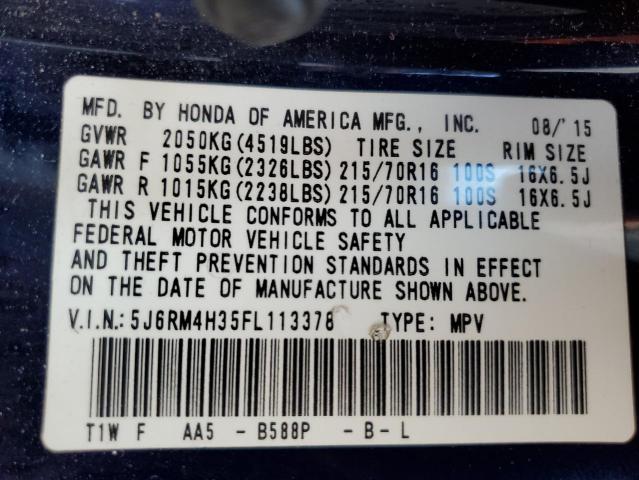 MFD. BY HONDA OF AMERICA MFG., INC. 08/'15
GVWR 2050KG(4519LBS) TIRE SIZE RIM SIZE
GAWR F 1055KG(2326LBS) 215/70R16 100S 16X6.5J
GAWR R 1015KG(2238LBS) 215/70R16 100S 16X6.5J
THIS VEHICLE CONFORMS TO ALL APPLICABLE
FEDERAL MOTOR VEHICLE SAFETY
AND THEFT PREVENTION STANDARDS IN EFFECT
ON THE DATE OF MANUFACTURE SHOWN ABOVE.
V.I.N.: 5J6RM4H35FL113378 TYPE: MPV
T1W F AA5 - B588P - B - L